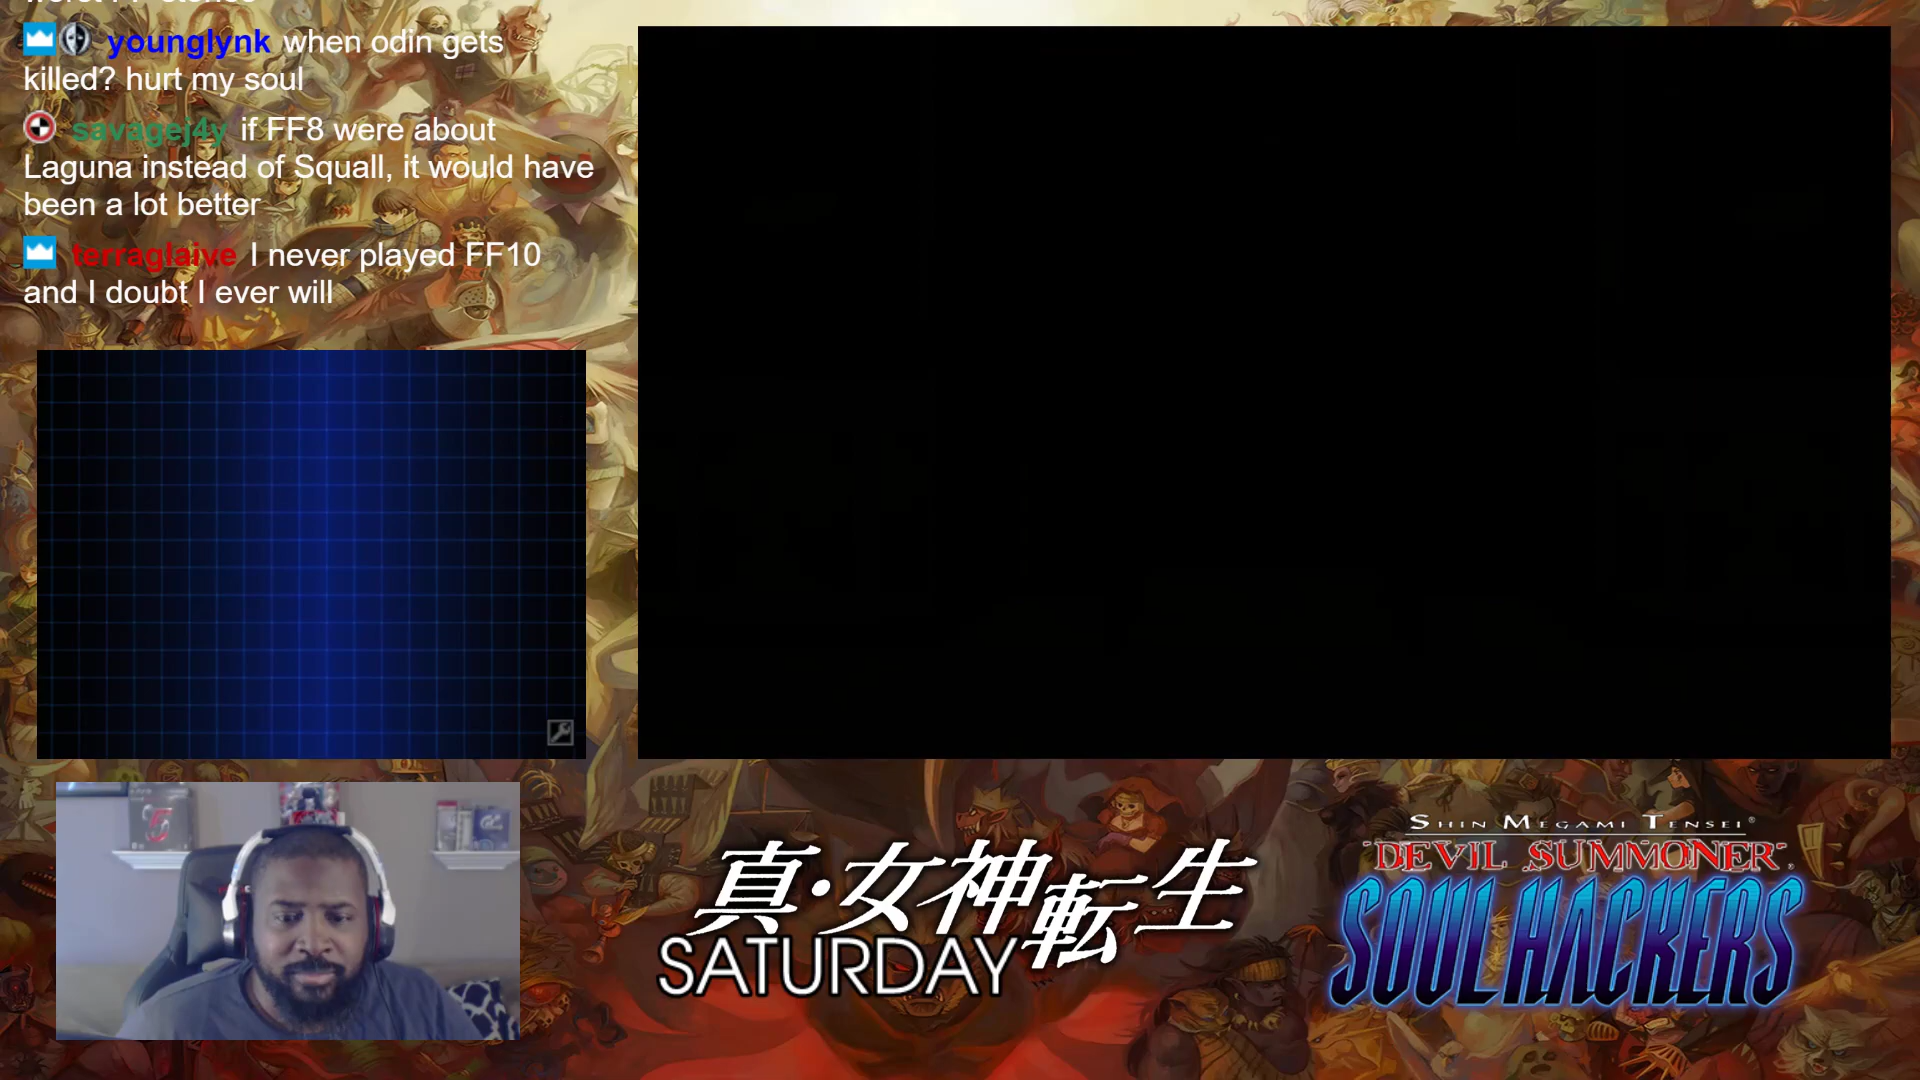 younglynk when odin gets
killed? hurt my soul
savagej4y if FF8 were about
Laguna instead of Squall, it would have
been a lot better
terraglaive I never played FF10
and I doubt I ever will
真・女神転生
SATURDAY
SHIN MEGAMI TENSEI®
DEVIL SUMMONER
SOUL HACKERS